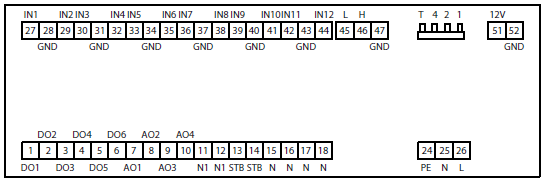 IN1 IN2 IN3 IN4 IN5 IN6 IN7 IN8 IN9 IN10 IN11 IN12 L H T 4 2 1 12V
27 28 29 30 31 32 33 34 35 36 37 38 39 40 41 42 43 44 45 46 47 51 52
GND GND GND GND GND GND GND GND
DO2 DO4 DO6 AO2 AO4
1 2 3 4 5 6 7 8 9 10 11 12 13 14 15 16 17 18 24 25 26
DO1 DO3 DO5 AO1 AO3 N1 N1 STB STB N N N N PE N L